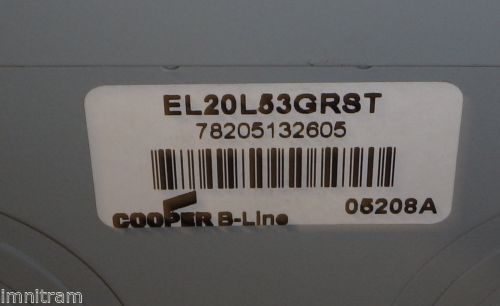 EL20L53GRST
78205132605
COOPER B-Line
05208A
imnitram